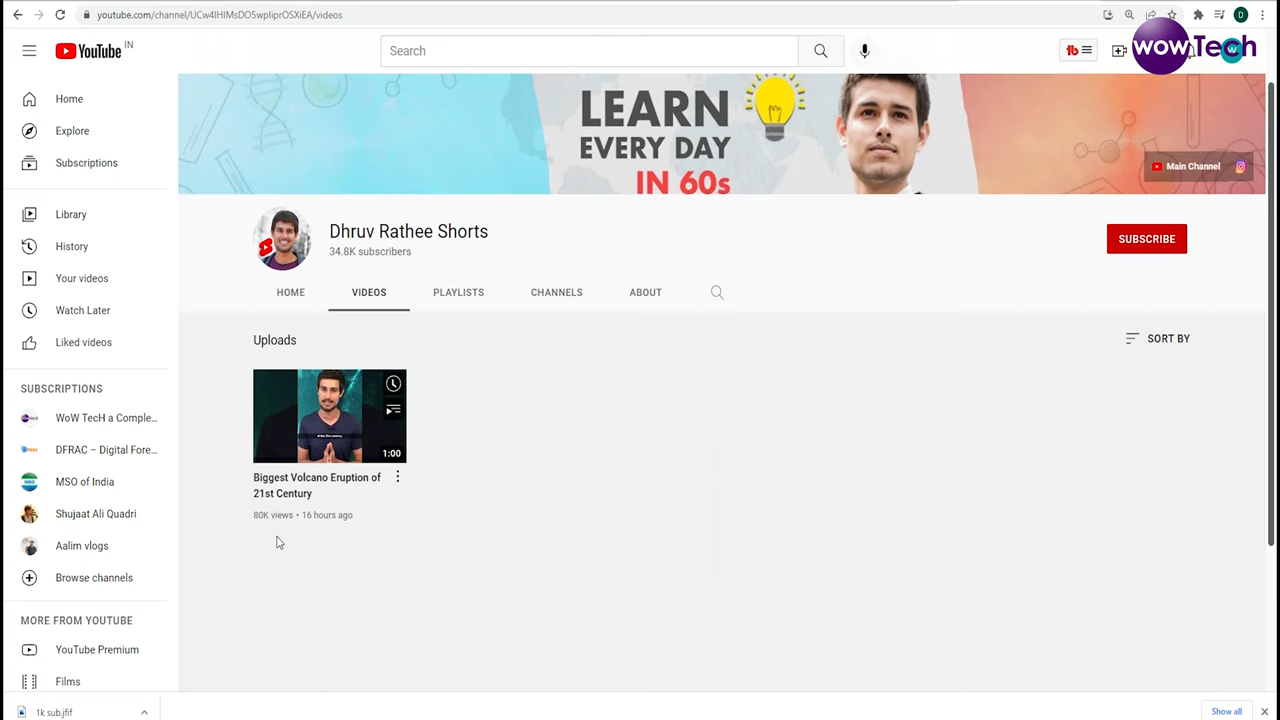 youtube.com/channel/UCw4lHIMsDO5wpIiprOSXiEA/videos
D
YouTube IN
Search
wowTech
Home
Explore
Subscriptions
Library
History
Your videos
Watch Later
Liked videos
SUBSCRIPTIONS
WoW TecH a Comple...
DFRAC – Digital Fore...
MSO of India
Shujaat Ali Quadri
Aalim vlogs
Browse channels
MORE FROM YOUTUBE
YouTube Premium
Films
LEARN
EVERY DAY
IN 60s
Main Channel
Dhruv Rathee Shorts
34.8K subscribers
SUBSCRIBE
HOME VIDEOS PLAYLISTS CHANNELS ABOUT
Uploads
SORT BY
1:00
Biggest Volcano Eruption of
21st Century
80K views • 16 hours ago
1k sub.jfif
Show all